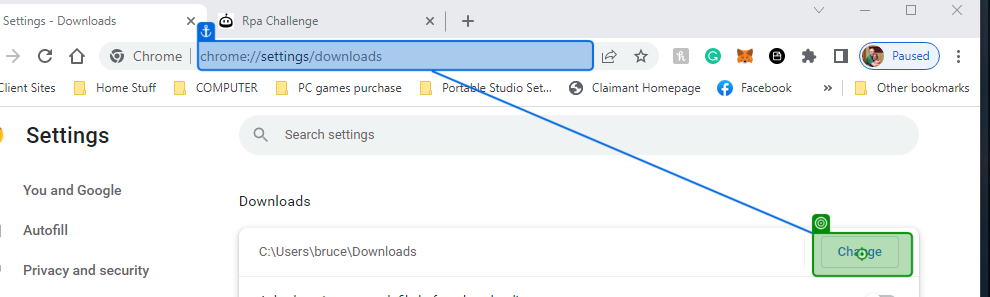 Settings - Downloads
Rpa Challenge
Chrome
chrome://settings/downloads
Paused
Client Sites
Home Stuff
COMPUTER
PC games purchase
Portable Studio Set...
Claimant Homepage
Facebook
Other bookmarks
Settings
Search settings
You and Google
Downloads
Autofill
C:\Users\bruce\Downloads
Change
Privacy and security